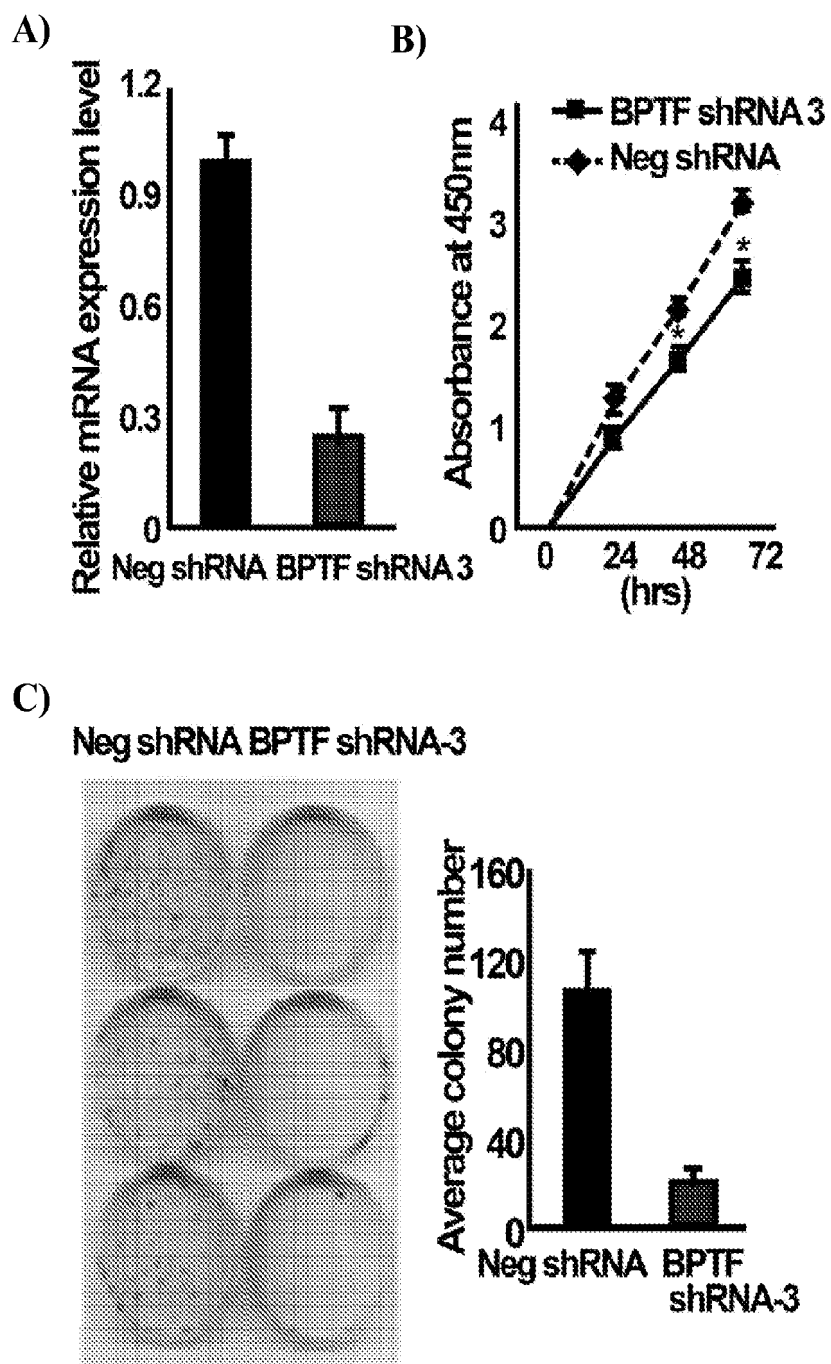 A)
Relative mRNA expression level
1.2
0.9
0.6
0.3
0
Neg shRNA BPTF shRNA 3
B)
Absorbance at 450nm
BPTF shRNA 3
Neg shRNA
4
3
2
1
0
*
*
0 24 48 72
(hrs)
C)
Neg shRNA BPTF shRNA-3
Average colony number
160
120
80
40
0
Neg shRNA BPTF
shRNA-3